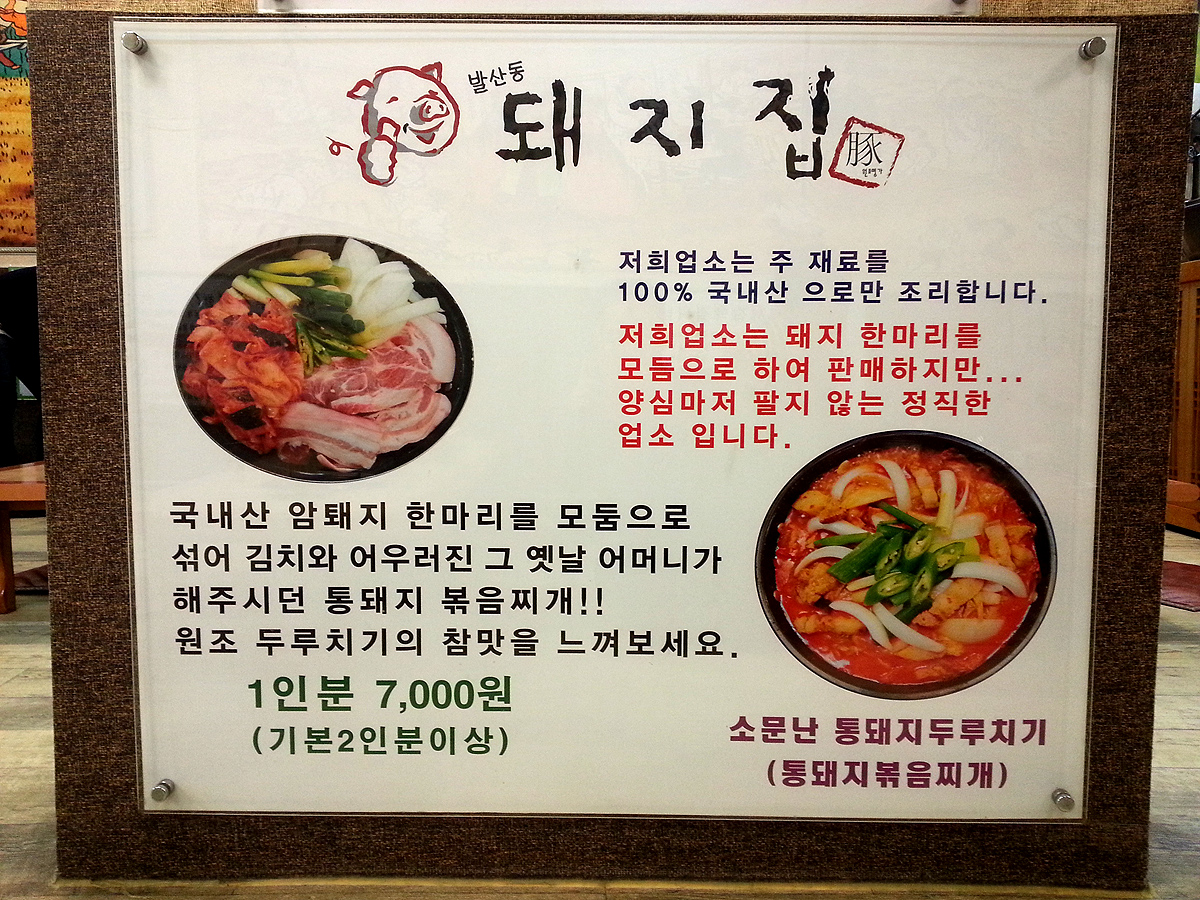 발산동
돼지집
豚
저희업소는 주 재료를
100% 국내산 으로만 조리합니다.
저희업소는 돼지 한마리를
모듬으로 하여 판매하지만...
양심마저 팔지 않는 정직한
업소 입니다.
국내산 암퇘지 한마리를 모둠으로
섞어 김치와 어우러진 그 옛날 어머니가
해주시던 통돼지 볶음찌개!!
원조 두루치기의 참맛을 느껴보세요.
1인분 7,000원
(기본2인분이상)
소문난 통돼지두루치기
(통돼지볶음찌개)